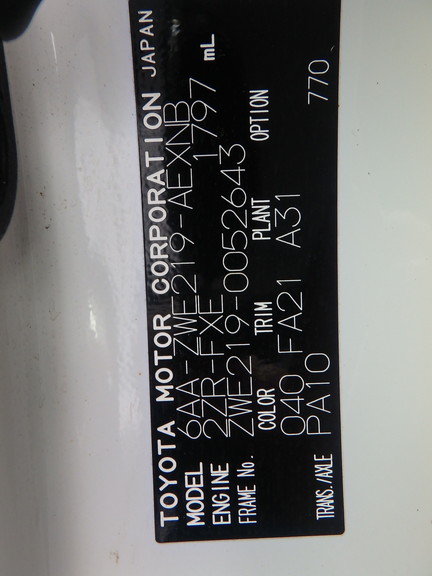 TOYOTA MOTOR CORPORATION JAPAN
MODEL 6AA-ZWE219-AEXNB
ENGINE 2ZR-FXE 1797 mL
FRAME No. ZWE219-0052643
COLOR TRIM PLANT OPTION
040 FA21 A31
TRANS./AXLE PA10 770